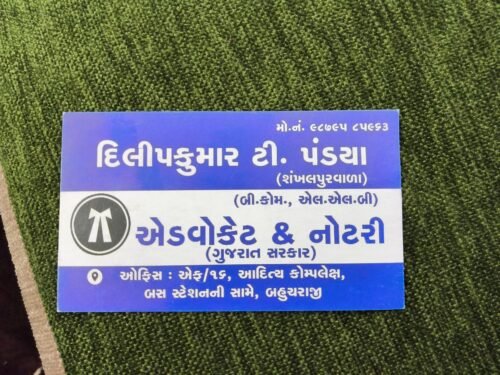 મો.નં. ૯૮૭૯૫ ૮૫૯૬૩
દિલીપકુમાર ટી. પંડયા
(શંખલપુરવાળા)
(બી.કોમ., એલ.એલ.બી)
એડવોકેટ & નોટરી
(ગુજરાત સરકાર)
ઓફિસ : એફ/૧૬, આદિત્ય કોમ્પલેક્ષ,
બસ સ્ટેશનની સામે, બહુચરાજી